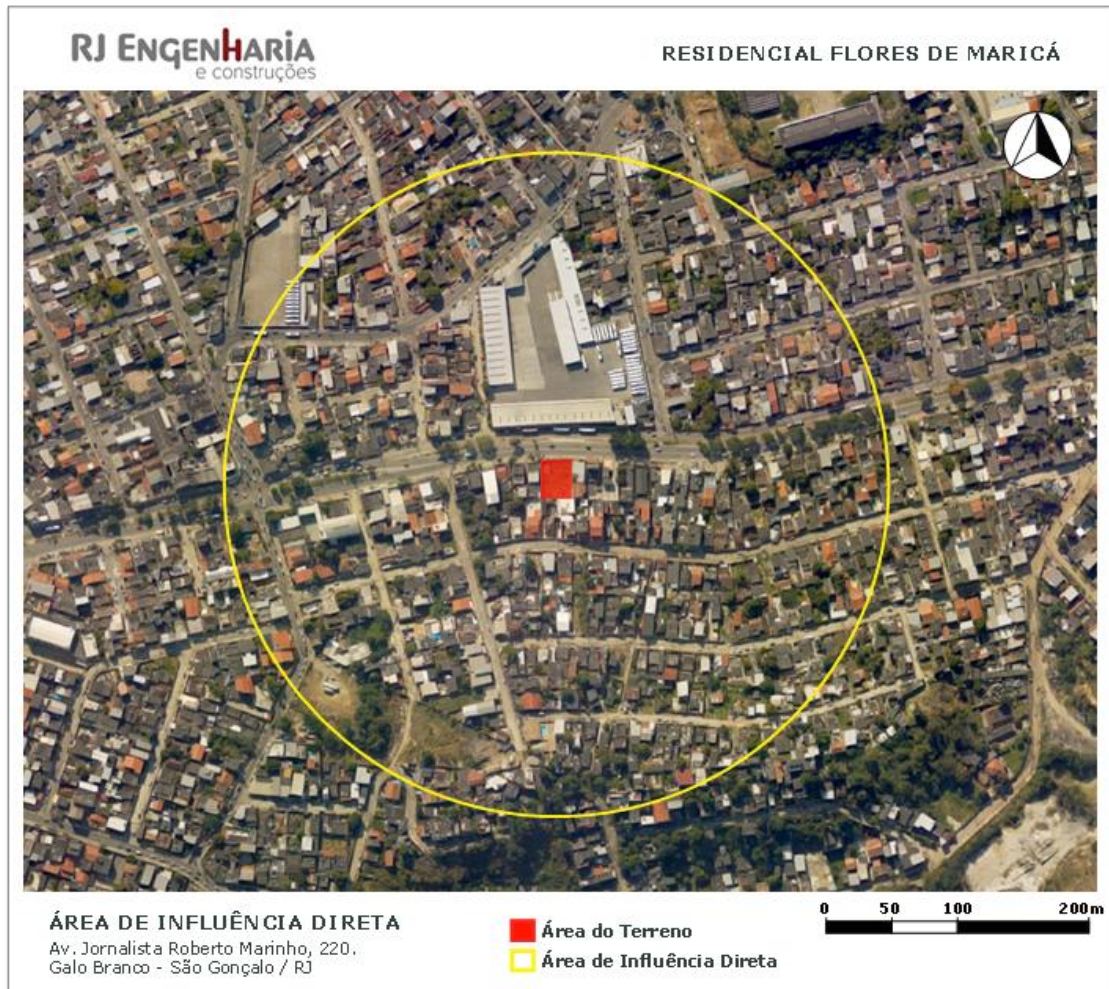 RJ ENGENHARIA
e construções
RESIDENCIAL FLORES DE MARICÁ
ÁREA DE INFLUÊNCIA DIRETA
Av. Jornalista Roberto Marinho, 220.
Galo Branco - São Gonçalo / RJ
Área do Terreno
Área de Influência Direta
0 50 100 200m